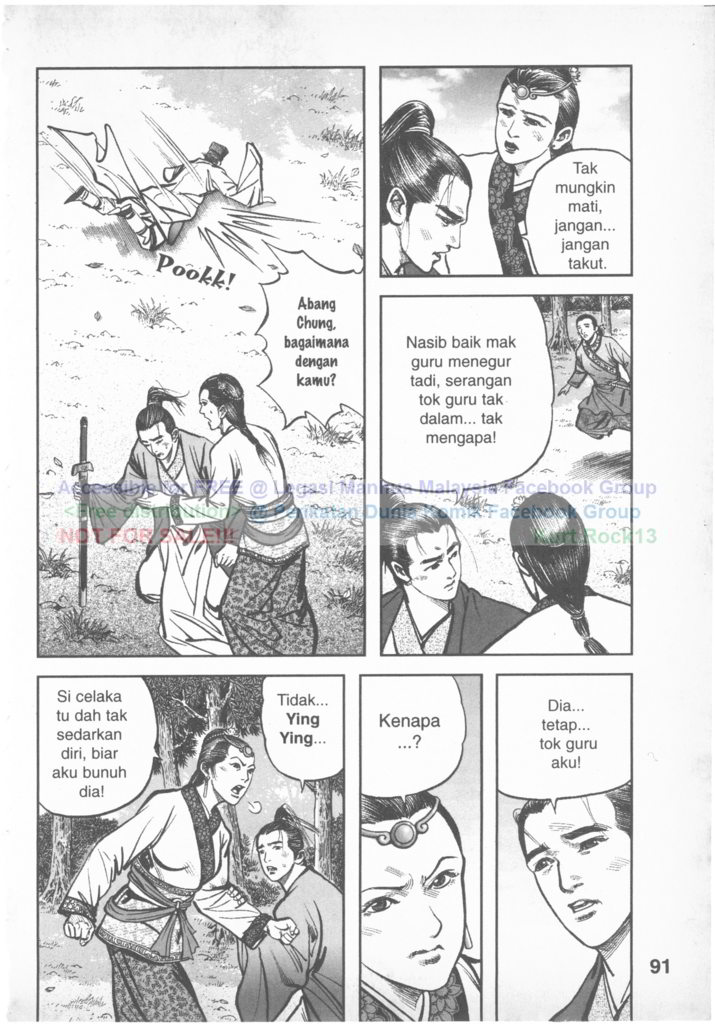 Pookk!
Abang
Chung,
bagaimana
dengan
kamu?
Tak
mungkin
mati,
jangan...
jangan
takut.
Nasib baik mak
guru menegur
tadi, serangan
tok guru tak
dalam... tak
mengapa!
Accessible for FREE @ Legasi Manhua Malaysia Facebook Group
<Free distribution> @ Perikatan Dunia Komik Facebook Group
NOT FOR SALE!!!
Kurt Rock13
Si celaka
tu dah tak
sedarkan
diri, biar
aku bunuh
dia!
Tidak...
Ying
Ying...
Kenapa
...?
Dia...
tetap...
tok guru
aku!
91